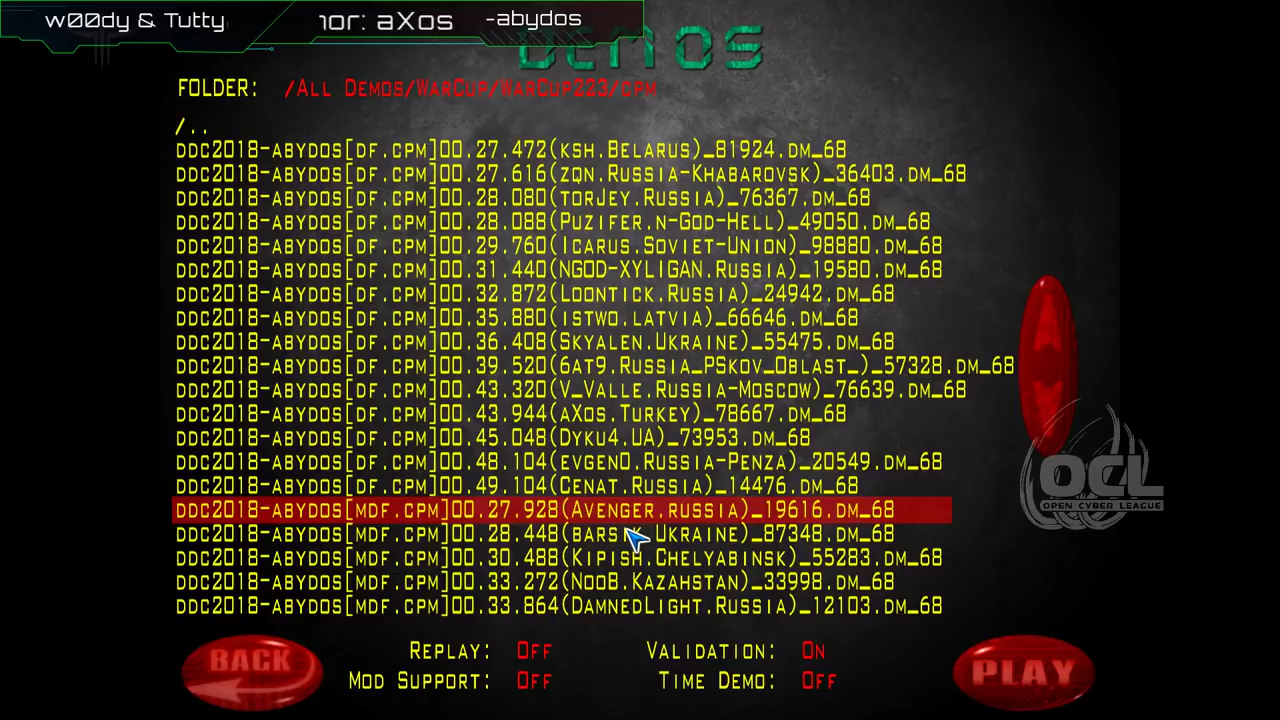 w00dy & Tutty
hor: aXos
-abydos
DEMOS
FOLDER: /All Demos/WarCup/WarCup223/cpm
/..
DDC2018-ABYDOS[DF.CPM]00.27.472(KSH.BELARUS)_81924.DM_68
DDC2018-ABYDOS[DF.CPM]00.27.616(ZQN.RUSSIA-KHABAROVSK)_36403.DM_68
DDC2018-ABYDOS[DF.CPM]00.28.080(TORJEY.RUSSIA)_76367.DM_68
DDC2018-ABYDOS[DF.CPM]00.28.088(PUZIFER.N-GOD-HELL)_49050.DM_68
DDC2018-ABYDOS[DF.CPM]00.29.760(ICARUS.SOVIET-UNION)_98880.DM_68
DDC2018-ABYDOS[DF.CPM]00.31.440(NGOD-XYLIGAN.RUSSIA)_19580.DM_68
DDC2018-ABYDOS[DF.CPM]00.32.872(LOONTICK.RUSSIA)_24942.DM_68
DDC2018-ABYDOS[DF.CPM]00.35.880(ISTWO.LATVIA)_66646.DM_68
DDC2018-ABYDOS[DF.CPM]00.36.408(SKYALEN.UKRAINE)_55475.DM_68
DDC2018-ABYDOS[DF.CPM]00.39.520(6AT9.RUSSIA_PSKOV_OBLAST_)_57328.DM_68
DDC2018-ABYDOS[DF.CPM]00.43.320(V_VALLE.RUSSIA-MOSCOW)_76639.DM_68
DDC2018-ABYDOS[DF.CPM]00.43.944(AXOS.TURKEY)_78667.DM_68
DDC2018-ABYDOS[DF.CPM]00.45.048(DYKU4.UA)_73953.DM_68
DDC2018-ABYDOS[DF.CPM]00.48.104(EVGEN0.RUSSIA-PENZA)_20549.DM_68
DDC2018-ABYDOS[DF.CPM]00.49.104(CENAT.RUSSIA)_14476.DM_68
DDC2018-ABYDOS[MDF.CPM]00.27.928(AVENGER.RUSSIA)_19616.DM_68
DDC2018-ABYDOS[MDF.CPM]00.28.448(BARSIK.UKRAINE)_87348.DM_68
DDC2018-ABYDOS[MDF.CPM]00.30.488(KIPISH.CHELYABINSK)_55283.DM_68
DDC2018-ABYDOS[MDF.CPM]00.33.272(NOOB.KAZAHSTAN)_33998.DM_68
DDC2018-ABYDOS[MDF.CPM]00.33.864(DAMNEDLIGHT.RUSSIA)_12103.DM_68
OCL
OPEN CYBER LEAGUE
BACK
REPLAY: OFF VALIDATION: ON
MOD SUPPORT: OFF TIME DEMO: OFF
PLAY